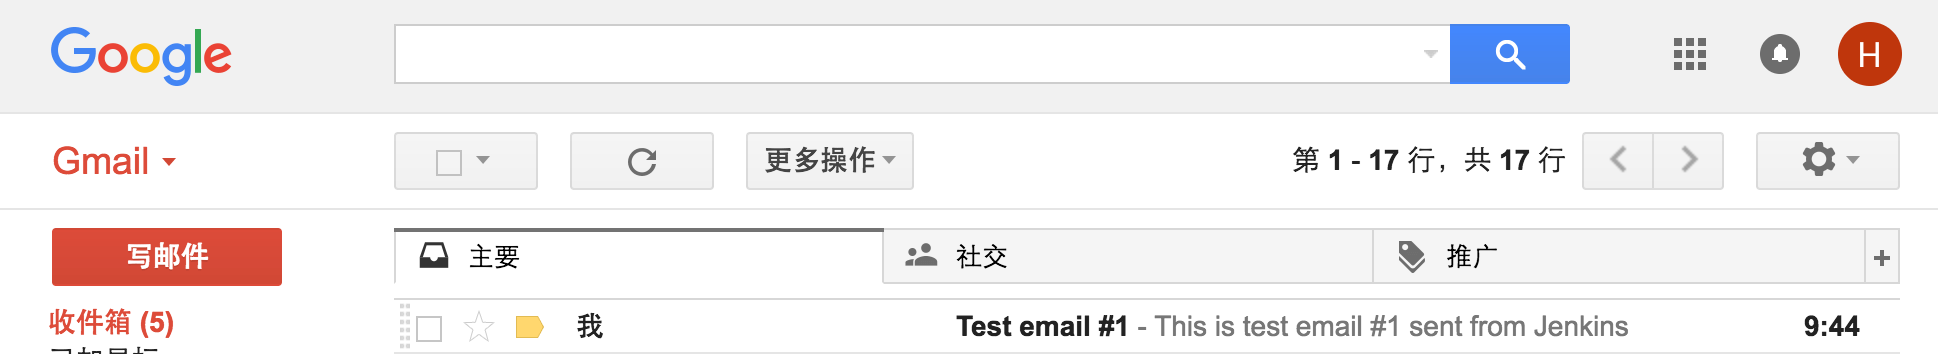 Google
H
Gmail
更多操作
第 1 - 17 行，共 17 行
写邮件
主要
社交
推广
+
收件箱 (5)
我 Test email #1 - This is test email #1 sent from Jenkins 9:44